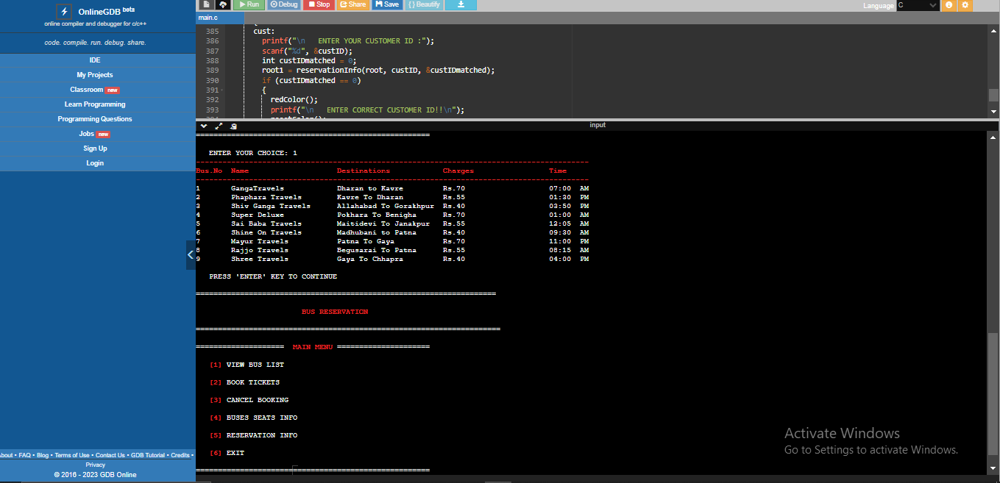 OnlineGDB beta
online compiler and debugger for c/c++
code. compile. run. debug. share.
IDE
My Projects
Classroom new
Learn Programming
Programming Questions
Jobs new
Sign Up
Login
About • FAQ • Blog • Terms of Use • Contact Us • GDB Tutorial • Credits •
Privacy
© 2016 - 2023 GDB Online
Run Debug Stop Share Save {} Beautify
Language C
main.c
385 cust:
386 printf("\n   ENTER YOUR CUSTOMER ID :");
387 scanf("%d", &custID);
388 int custIDmatched = 0;
389 root1 = reservationInfo(root, custID, &custIDmatched);
390 if (custIDmatched == 0)
391 {
392 redColor();
393 printf("\n   ENTER CORRECT CUSTOMER ID!!\n");
input
ENTER YOUR CHOICE: 1
Bus.No Name Destinations Charges Time
1 GangaTravels Dharan to Kavre Rs.70 07:00 AM
2 Phaphara Travels Kavre To Dharan Rs.55 01:30 PM
3 Shiv Ganga Travels Allahabad To Gorakhpur Rs.40 03:50 PM
4 Super Deluxe Pokhara To Benigha Rs.70 01:00 AM
5 Sai Baba Travels Maitidevi To Janakpur Rs.55 12:05 AM
6 Shine On Travels Madhubani to Patna Rs.40 09:30 AM
7 Mayur Travels Patna To Gaya Rs.70 11:00 PM
8 Rajjo Travels Begusarai To Patna Rs.55 08:15 AM
9 Shree Travels Gaya To Chhapra Rs.40 04:00 PM
PRESS 'ENTER' KEY TO CONTINUE
BUS RESERVATION
MAIN MENU
[1] VIEW BUS LIST
[2] BOOK TICKETS
[3] CANCEL BOOKING
[4] BUSES SEATS INFO
[5] RESERVATION INFO
[6] EXIT
Activate Windows
Go to Settings to activate Windows.